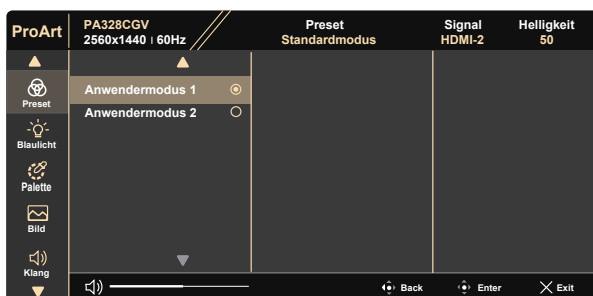 ProArt
PA328CGV
2560x1440 | 60Hz
Preset
Standardmodus
Signal
HDMI-2
Helligkeit
50
Preset
Blaulicht
Palette
Bild
Klang
Anwendermodus 1
Anwendermodus 2
Back
Enter
Exit